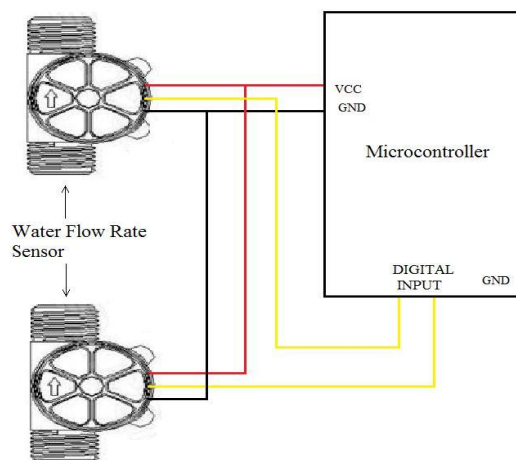 VCC
GND
Microcontroller
Water Flow Rate
Sensor
DIGITAL
INPUT
GND